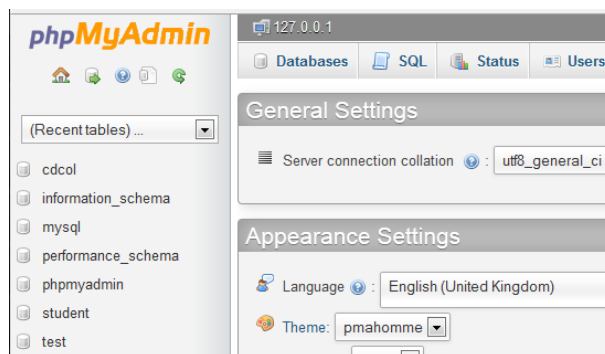 phpMyAdmin
(Recent tables) ...
cdcol
information_schema
mysql
performance_schema
phpmyadmin
student
test
127.0.0.1
Databases SQL Status Users
General Settings
Server connection collation : utf8_general_ci
Appearance Settings
Language : English (United Kingdom)
Theme: pmahomme